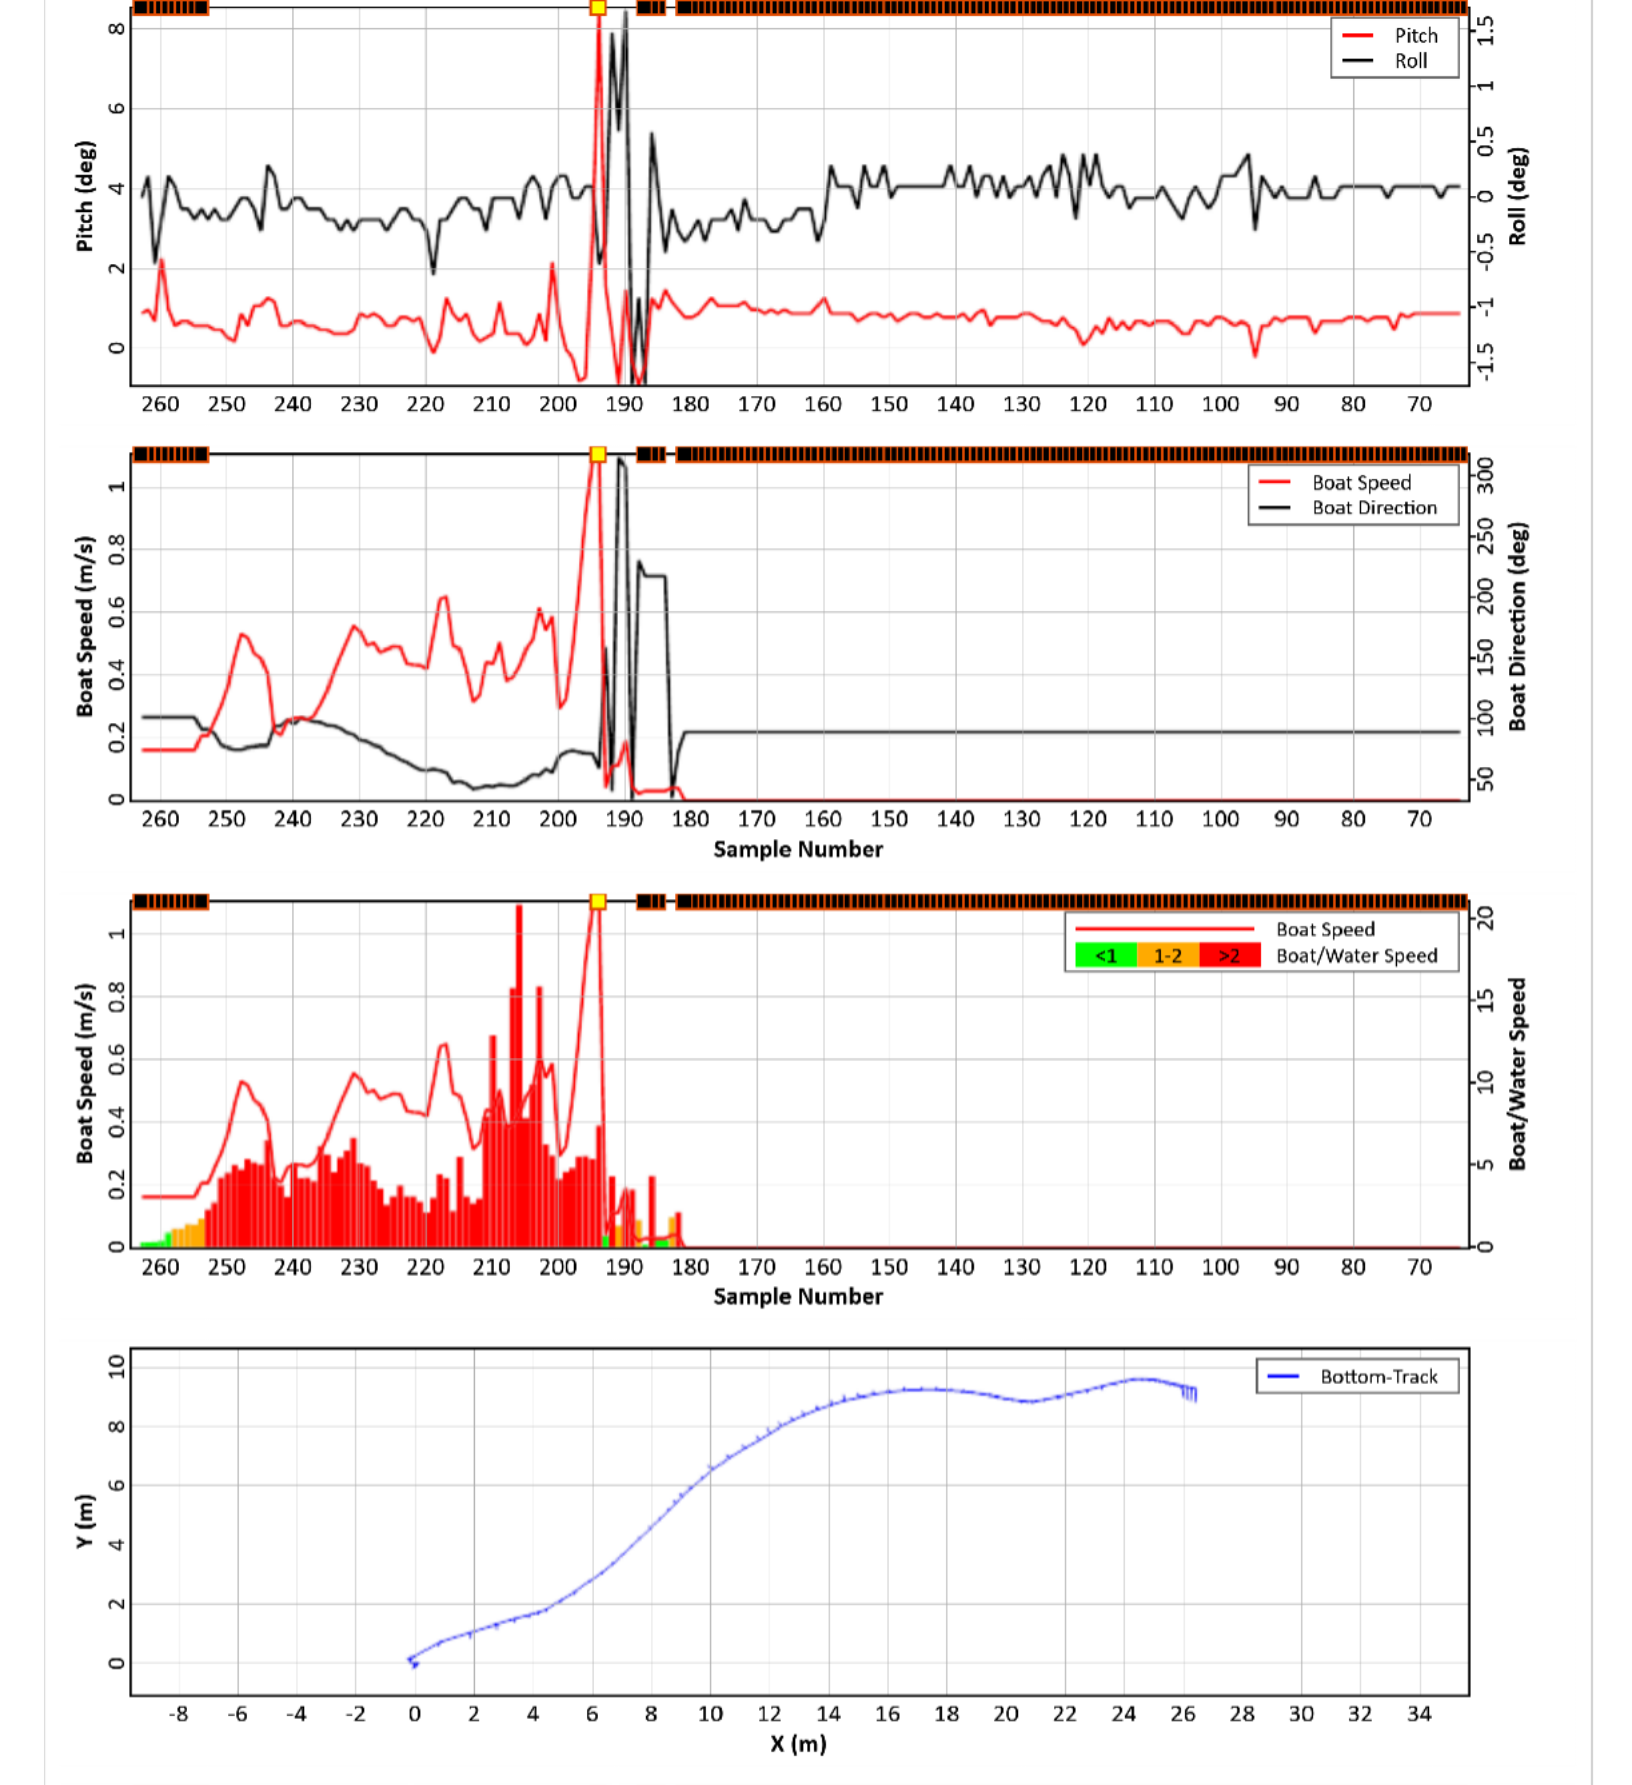 8
6
4
2
0
Pitch (deg)
1.5
1
0.5
0
-0.5
-1
-1.5
Roll (deg)
Pitch
Roll
260 250 240 230 220 210 200 190 180 170 160 150 140 130 120 110 100 90 80 70
1
0.8
0.6
0.4
0.2
0
Boat Speed (m/s)
300
250
200
150
100
50
Boat Direction (deg)
Boat Speed
Boat Direction
260 250 240 230 220 210 200 190 180 170 160 150 140 130 120 110 100 90 80 70
Sample Number
1
0.8
0.6
0.4
0.2
0
Boat Speed (m/s)
20
15
10
5
0
Boat/Water Speed
Boat Speed
<1 1-2 >2 Boat/Water Speed
260 250 240 230 220 210 200 190 180 170 160 150 140 130 120 110 100 90 80 70
Sample Number
10
8
6
4
2
0
Y (m)
Bottom-Track
-8 -6 -4 -2 0 2 4 6 8 10 12 14 16 18 20 22 24 26 28 30 32 34
X (m)